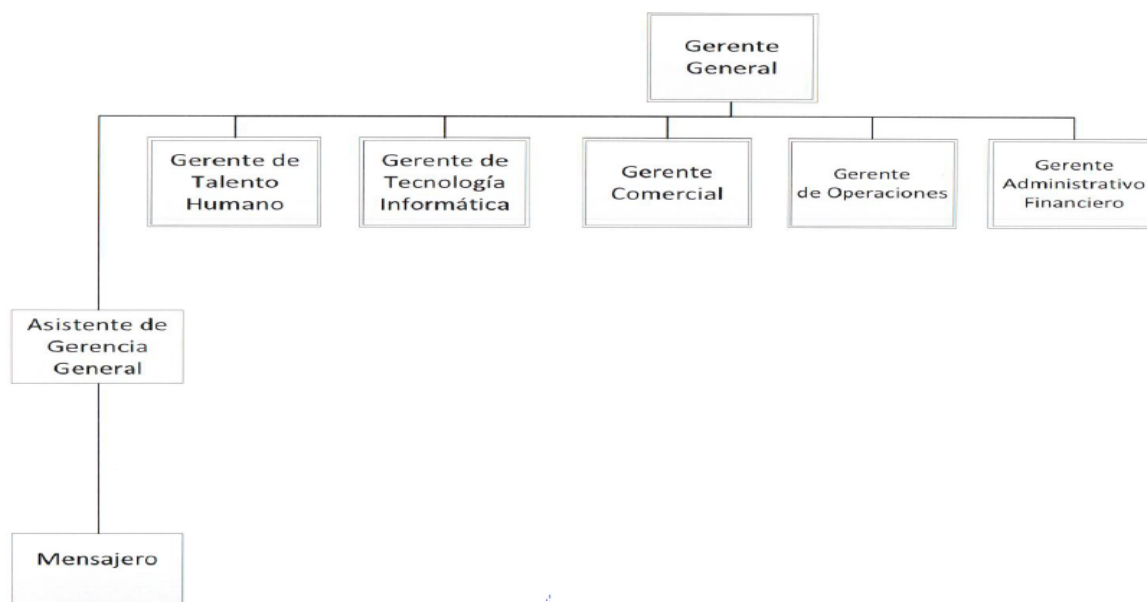 Gerente
General
Gerente de
Talento
Humano
Gerente de
Tecnología
Informática
Gerente
Comercial
Gerente
de Operaciones
Gerente
Administrativo
Financiero
Asistente de
Gerencia
General
Mensajero